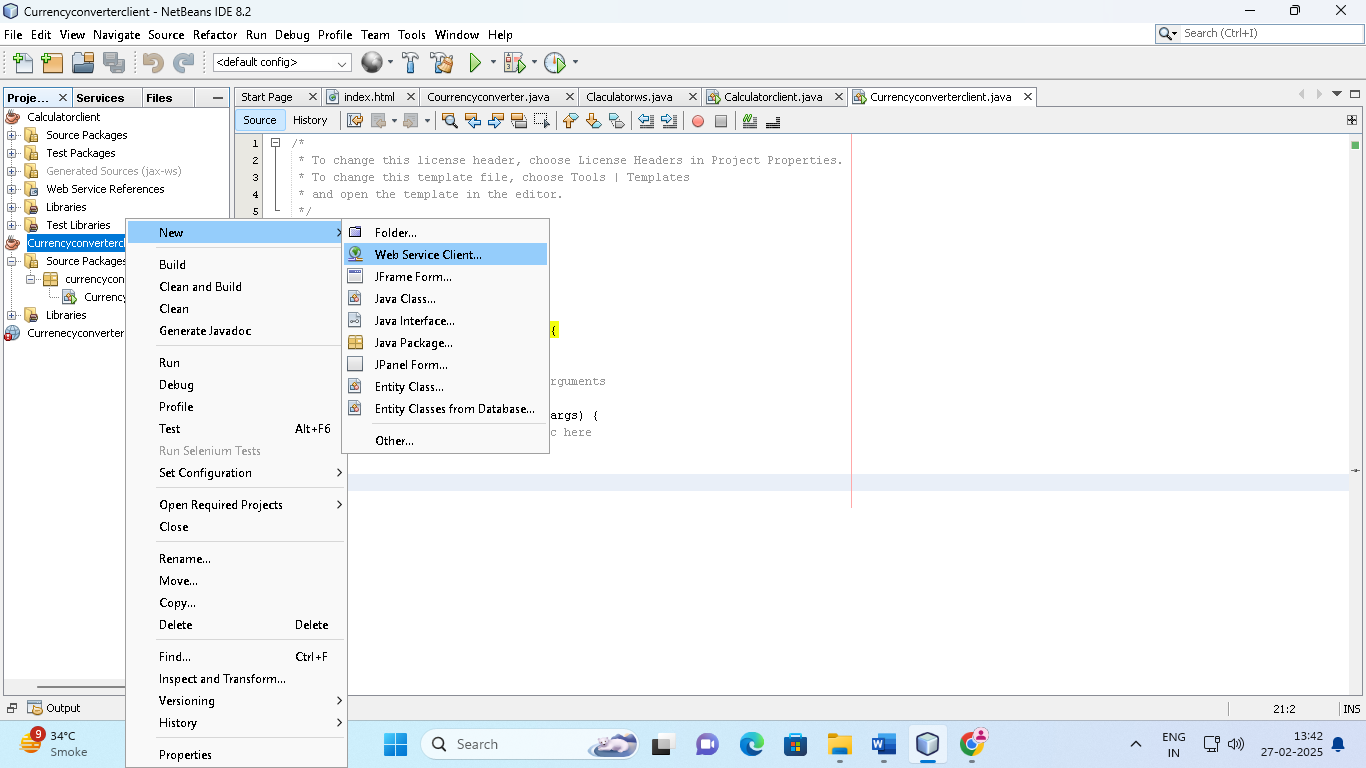 Currencyconverterclient - NetBeans IDE 8.2
File Edit View Navigate Source Refactor Run Debug Profile Team Tools Window Help
Search (Ctrl+I)
<default config>
Proje... Services Files
Start Page index.html Courrencyconverter.java Claculatorws.java Calculatorclient.java Currencyconverterclient.java
Source History
Calculatorclient
Source Packages
Test Packages
Generated Sources (jax-ws)
Web Service References
Libraries
Test Libraries
Currencyconvertercl
Source Packages
currencycon
Currency
Libraries
Currenecyconverter
1 /*
2 * To change this license header, choose License Headers in Project Properties.
3 * To change this template file, choose Tools | Templates
4 * and open the template in the editor.
5 */
{
rguments
args) {
c here
New
Build
Clean and Build
Clean
Generate Javadoc
Run
Debug
Profile
Test Alt+F6
Run Selenium Tests
Set Configuration
Open Required Projects
Close
Rename...
Move...
Copy...
Delete Delete
Find... Ctrl+F
Inspect and Transform...
Versioning
History
Properties
Folder...
Web Service Client...
JFrame Form...
Java Class...
Java Interface...
Java Package...
JPanel Form...
Entity Class...
Entity Classes from Database...
Other...
Output
21:2 INS
9
34°C
Smoke
Search
ENG
IN
13:42
27-02-2025